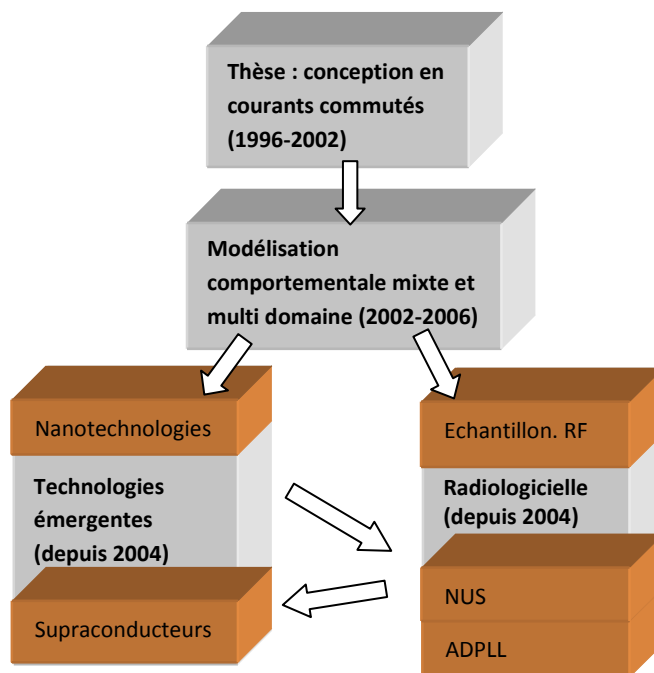 Thèse : conception en
courants commutés
(1996-2002)
Modélisation
comportementale mixte et
multi domaine (2002-2006)
Nanotechnologies
Technologies
émergentes
(depuis 2004)
Supraconducteurs
Echantillon. RF
Radiologicielle
(depuis 2004)
NUS
ADPLL